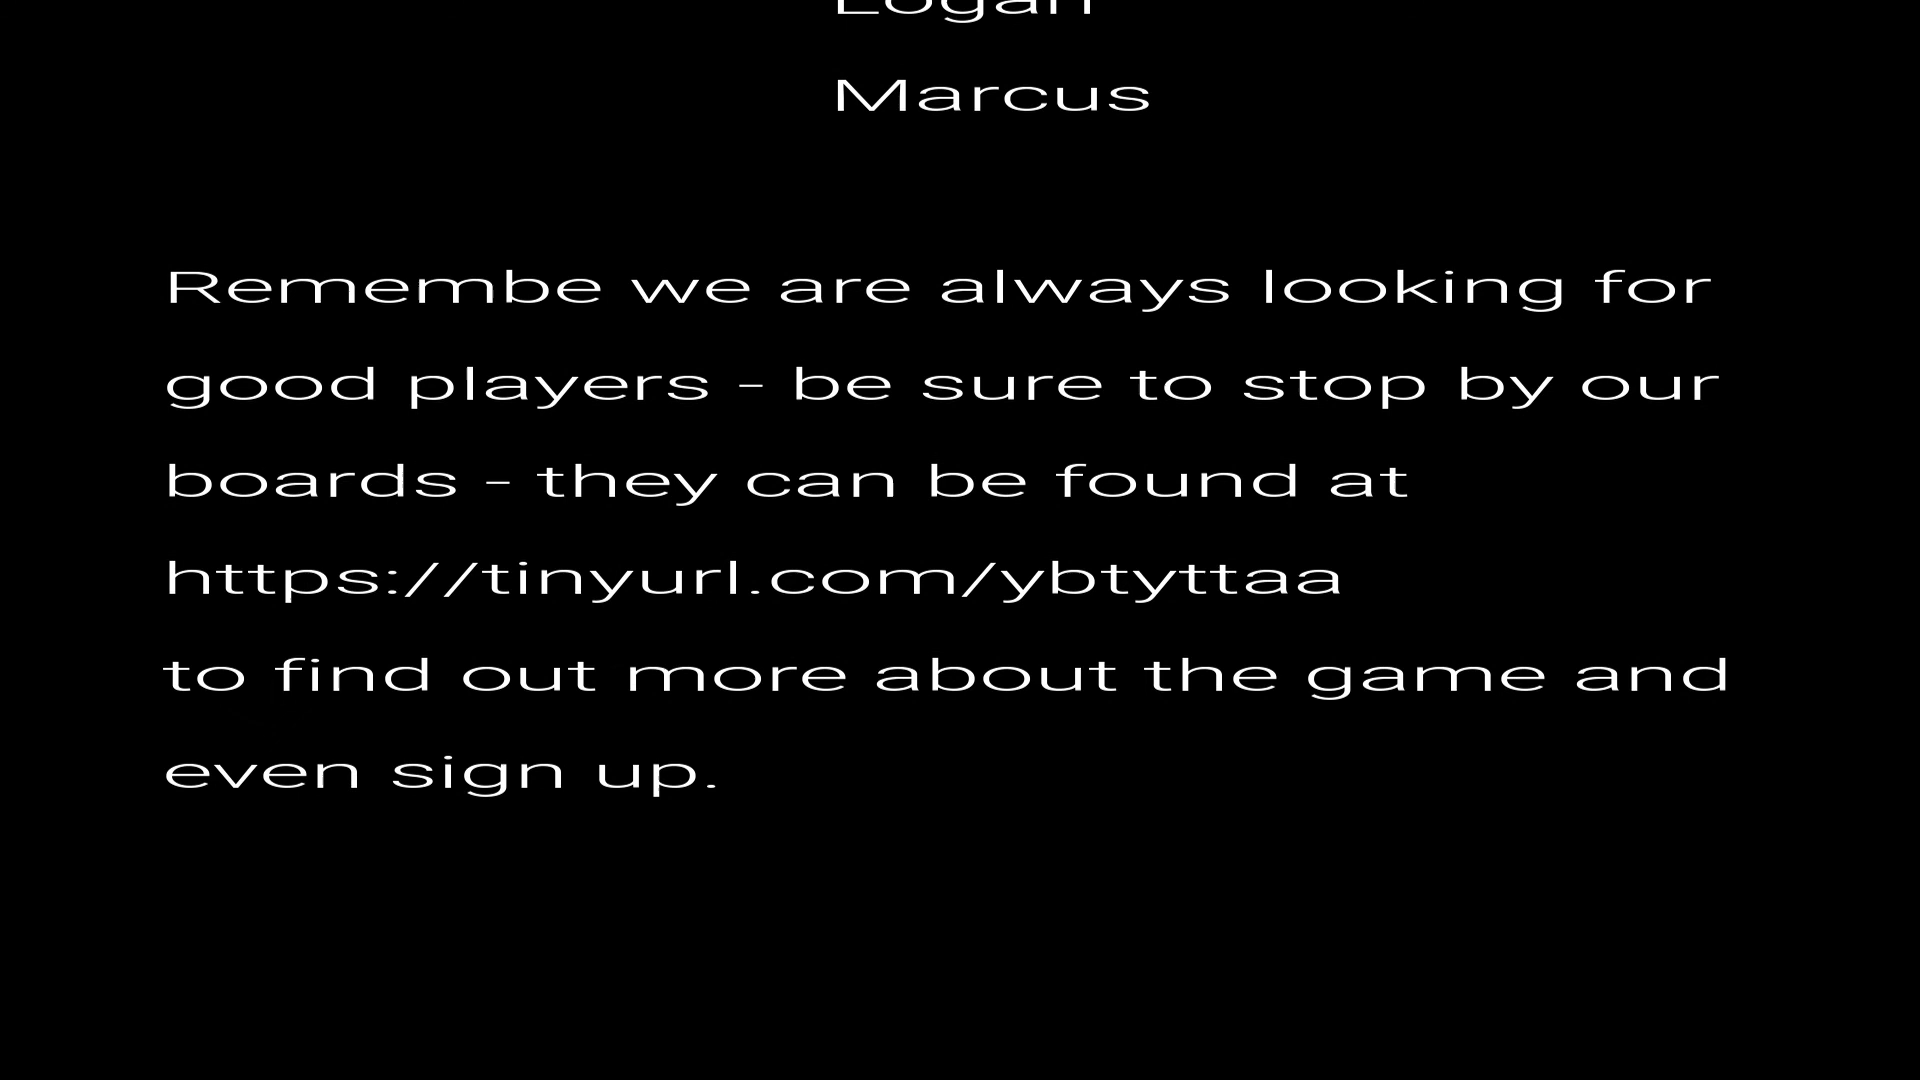 Logan
Marcus
Remembe we are always looking for
good players - be sure to stop by our
boards - they can be found at
https://tinyurl.com/ybtyttaa
to find out more about the game and
even sign up.